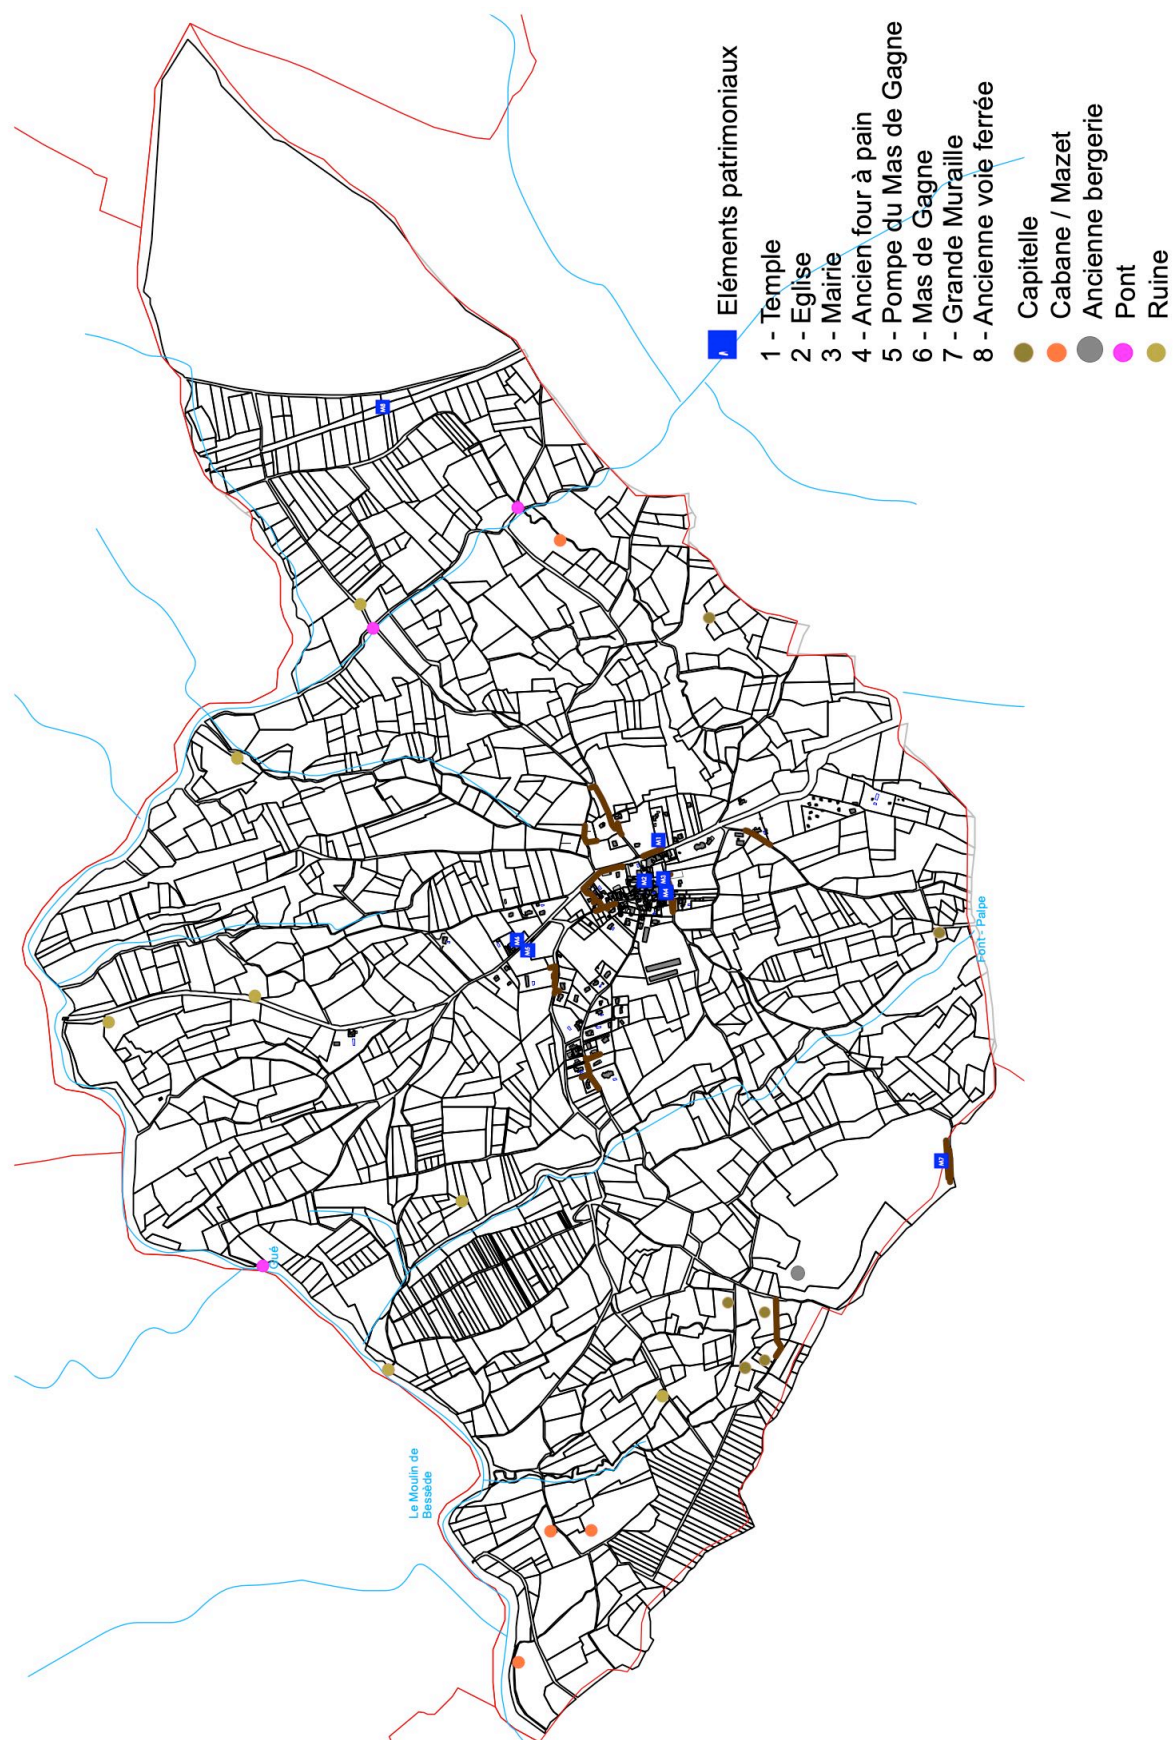 Eléments patrimoniaux
1 - Temple
2 - Eglise
3 - Mairie
4 - Ancien four à pain
5 - Pompe du Mas de Gagne
6 - Mas de Gagne
7 - Grande Muraille
8 - Ancienne voie ferrée
Capitelle
Cabane / Mazet
Ancienne bergerie
Pont
Ruine
Gué
Le Moulin de
Bessède
Font - Palpe